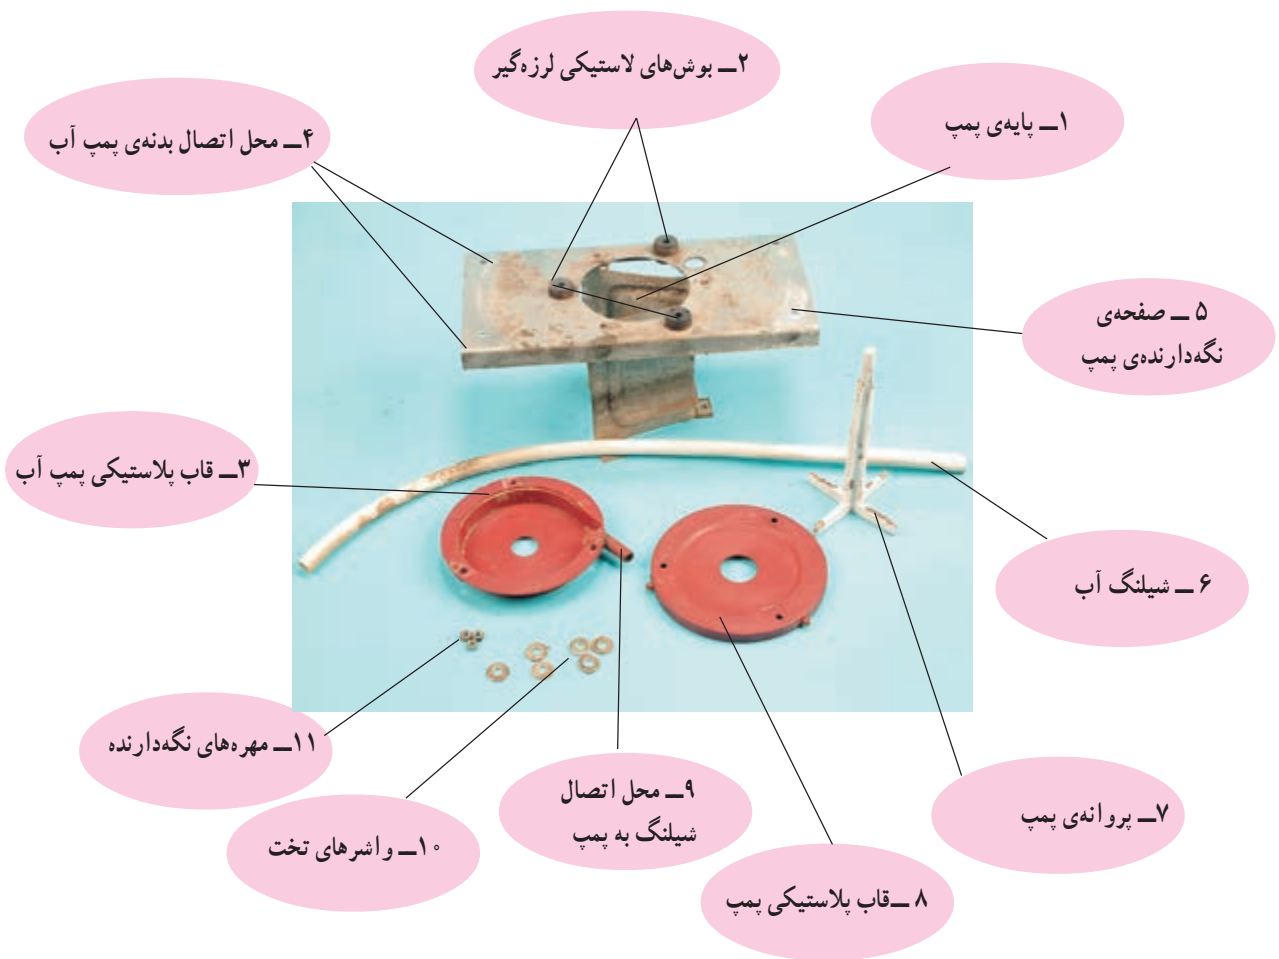 ۱ــ پایه‌ی پمپ
۲ــ بوش‌های لاستیکی لرزه‌گیر
۳ــ قاب پلاستیکی پمپ آب
۴ــ محل اتصال بدنه‌ی پمپ آب
۵ ــ صفحه‌ی
نگه‌دارنده‌ی پمپ
۶ ــ شیلنگ آب
۷ــ پروانه‌ی پمپ
۸ ــ قاب پلاستیکی پمپ
۹ــ محل اتصال
شیلنگ به پمپ
۱۰ــ واشرهای تخت
۱۱ــ مهره‌های نگه‌دارنده